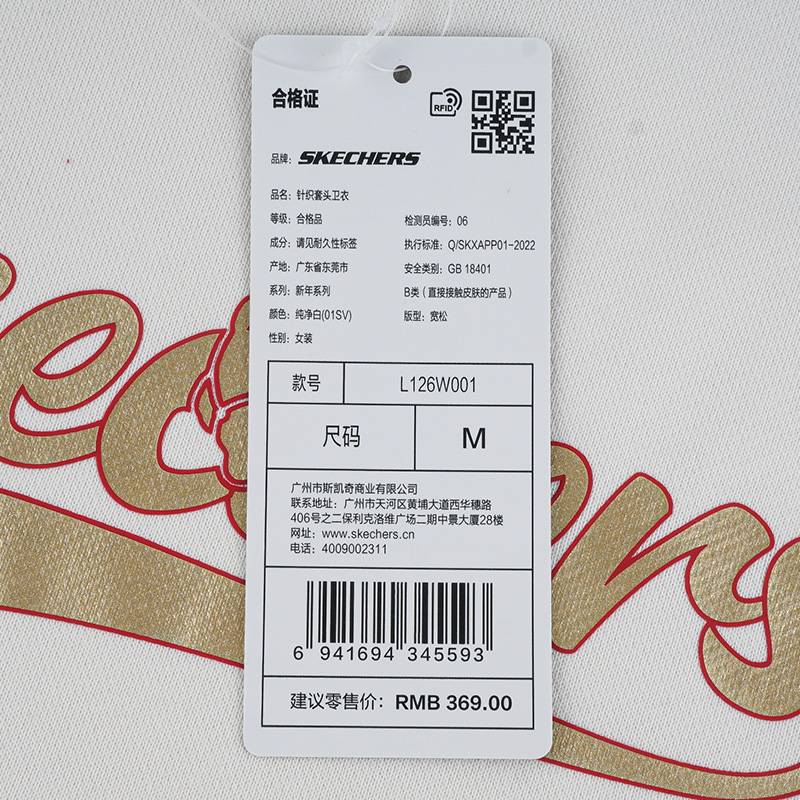 合格证
RFID
品牌: SKECHERS
品名: 针织套头卫衣
等级: 合格品
检测员编号: 06
成分: 请见耐久性标签
执行标准: Q/SKXAPP01-2022
产地: 广东省东莞市
安全类别: GB 18401
系列: 新年系列
B类（直接接触皮肤的产品）
颜色: 纯净白(01SV)
版型: 宽松
性别: 女装
款号 L126W001
尺码 M
广州市斯凯奇商业有限公司
联系地址: 广州市天河区黄埔大道西华穗路
406号之二保利克洛维广场二期中景大厦28楼
网址: www.skechers.cn
电话: 4009002311
6 941694 345593
建议零售价: RMB 369.00